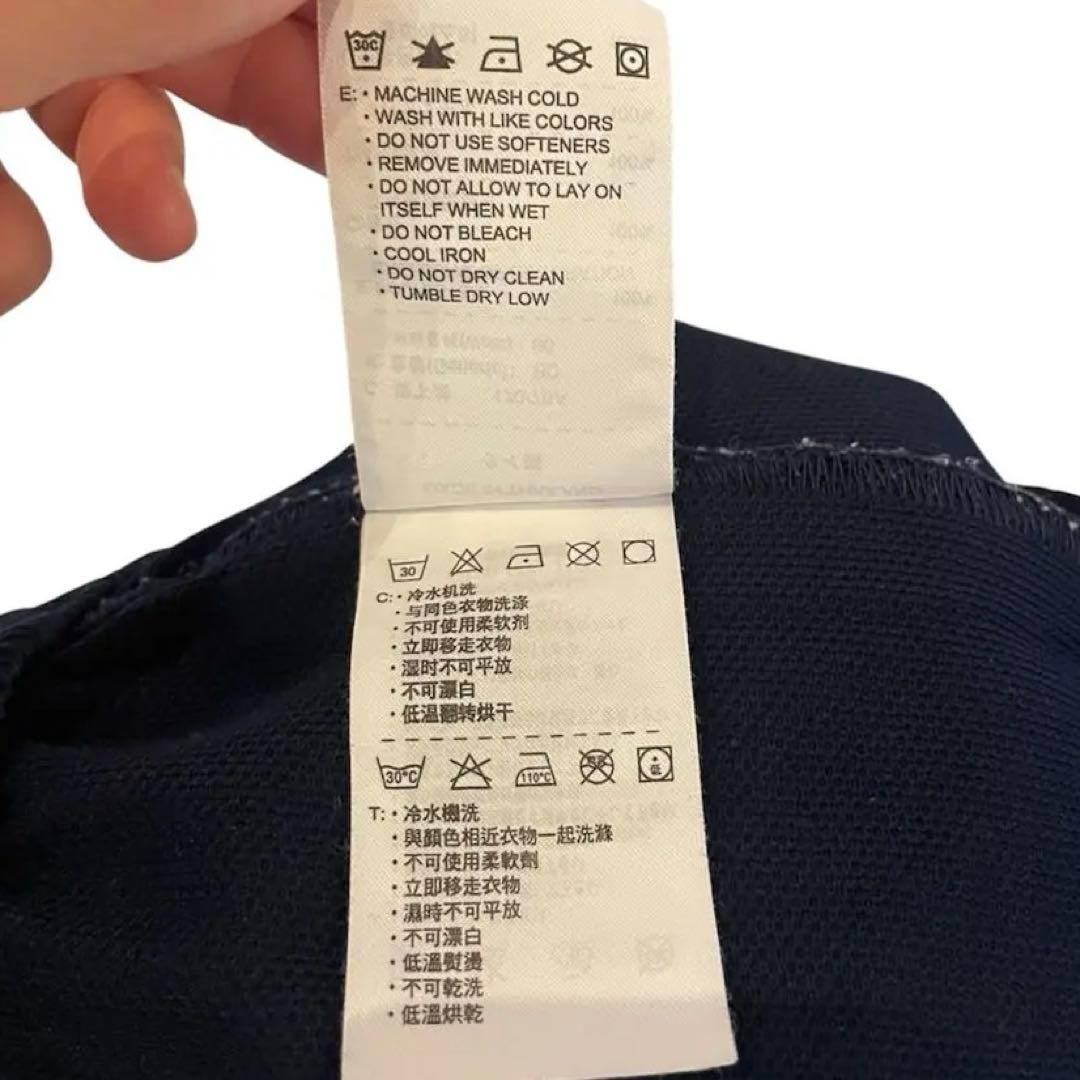 30C
E: • MACHINE WASH COLD
• WASH WITH LIKE COLORS
• DO NOT USE SOFTENERS
• REMOVE IMMEDIATELY
• DO NOT ALLOW TO LAY ON
ITSELF WHEN WET
• DO NOT BLEACH
• COOL IRON
• DO NOT DRY CLEAN
• TUMBLE DRY LOW
30
C: • 冷水机洗
• 与同色衣物洗涤
• 不可使用柔软剂
• 立即移走衣物
• 湿时不可平放
• 不可漂白
• 低温翻转烘干
30°C 110°C 低
T: • 冷水機洗
• 與顏色相近衣物一起洗滌
• 不可使用柔軟劑
• 立即移走衣物
• 濕時不可平放
• 不可漂白
• 低溫熨燙
• 不可乾洗
• 低溫烘乾